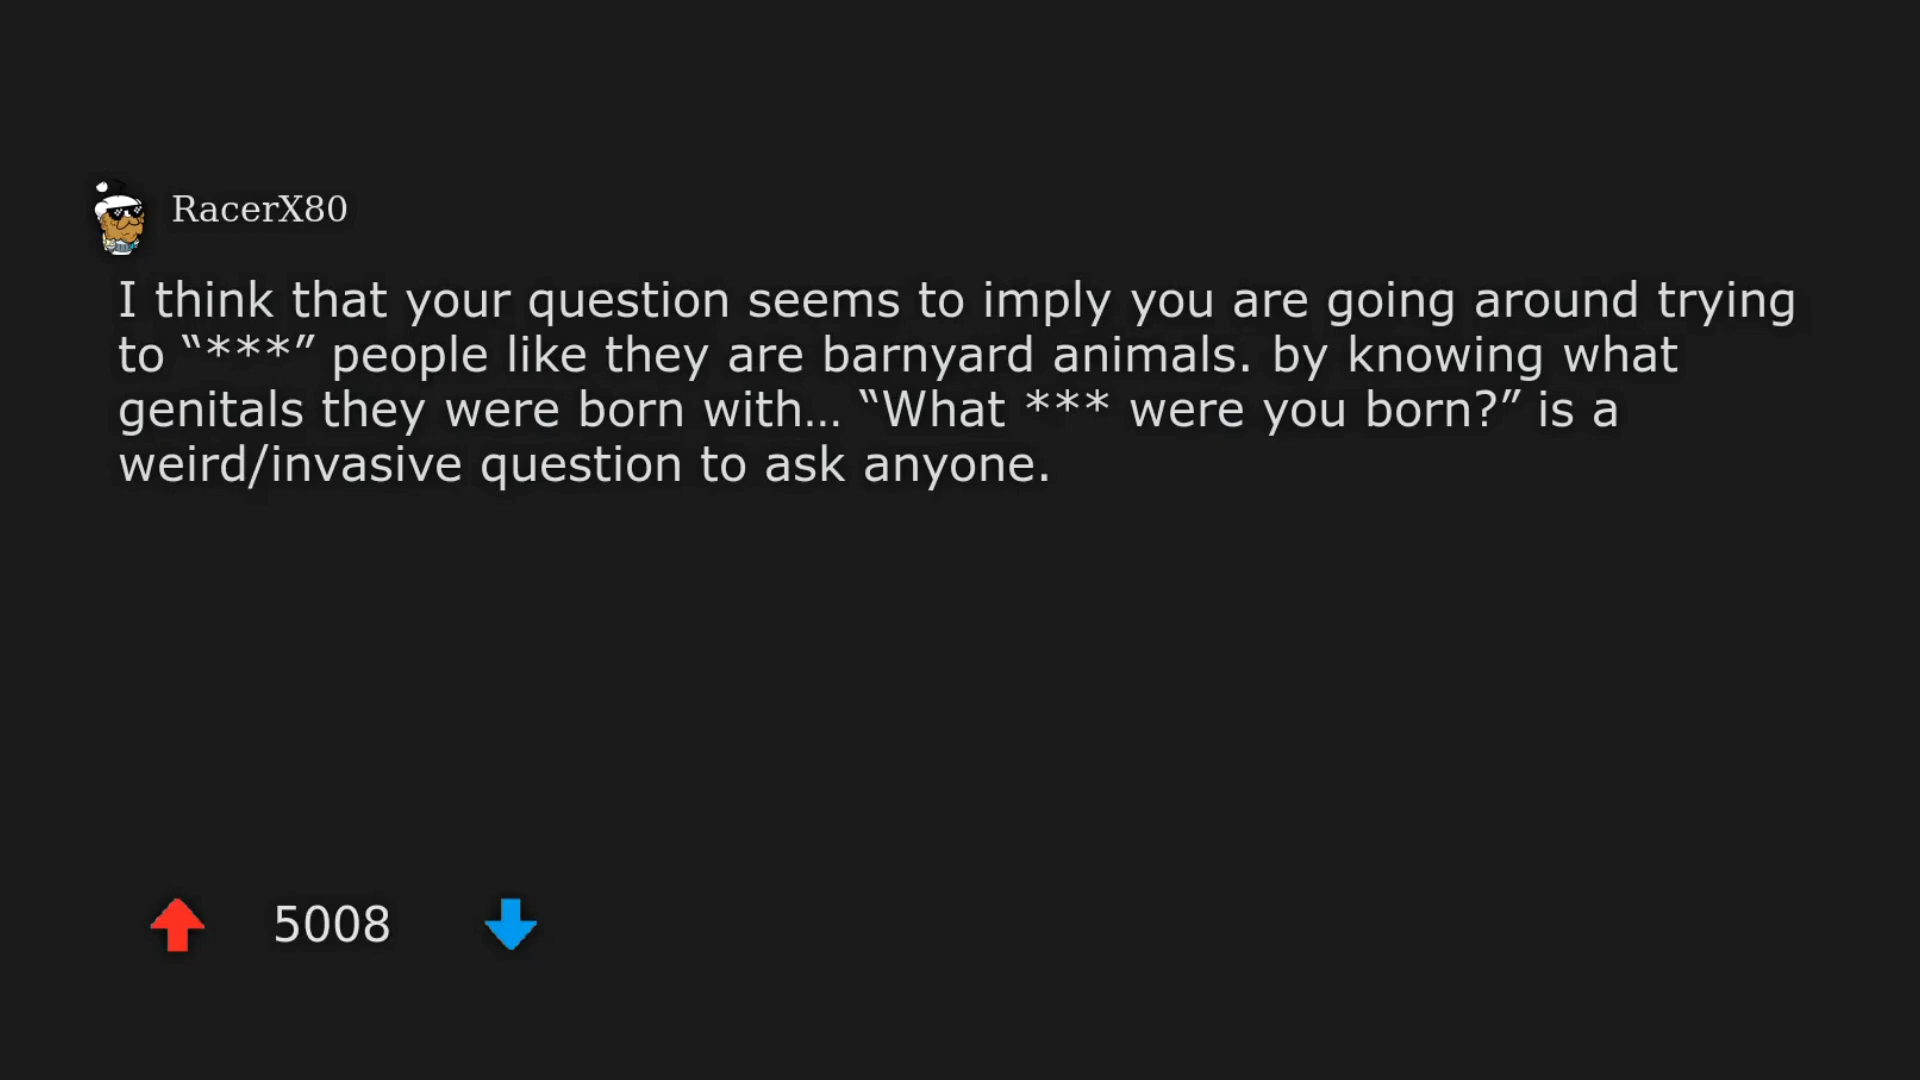 RacerX80
I think that your question seems to imply you are going around trying
to “***” people like they are barnyard animals. by knowing what
genitals they were born with… “What *** were you born?” is a
weird/invasive question to ask anyone.
5008